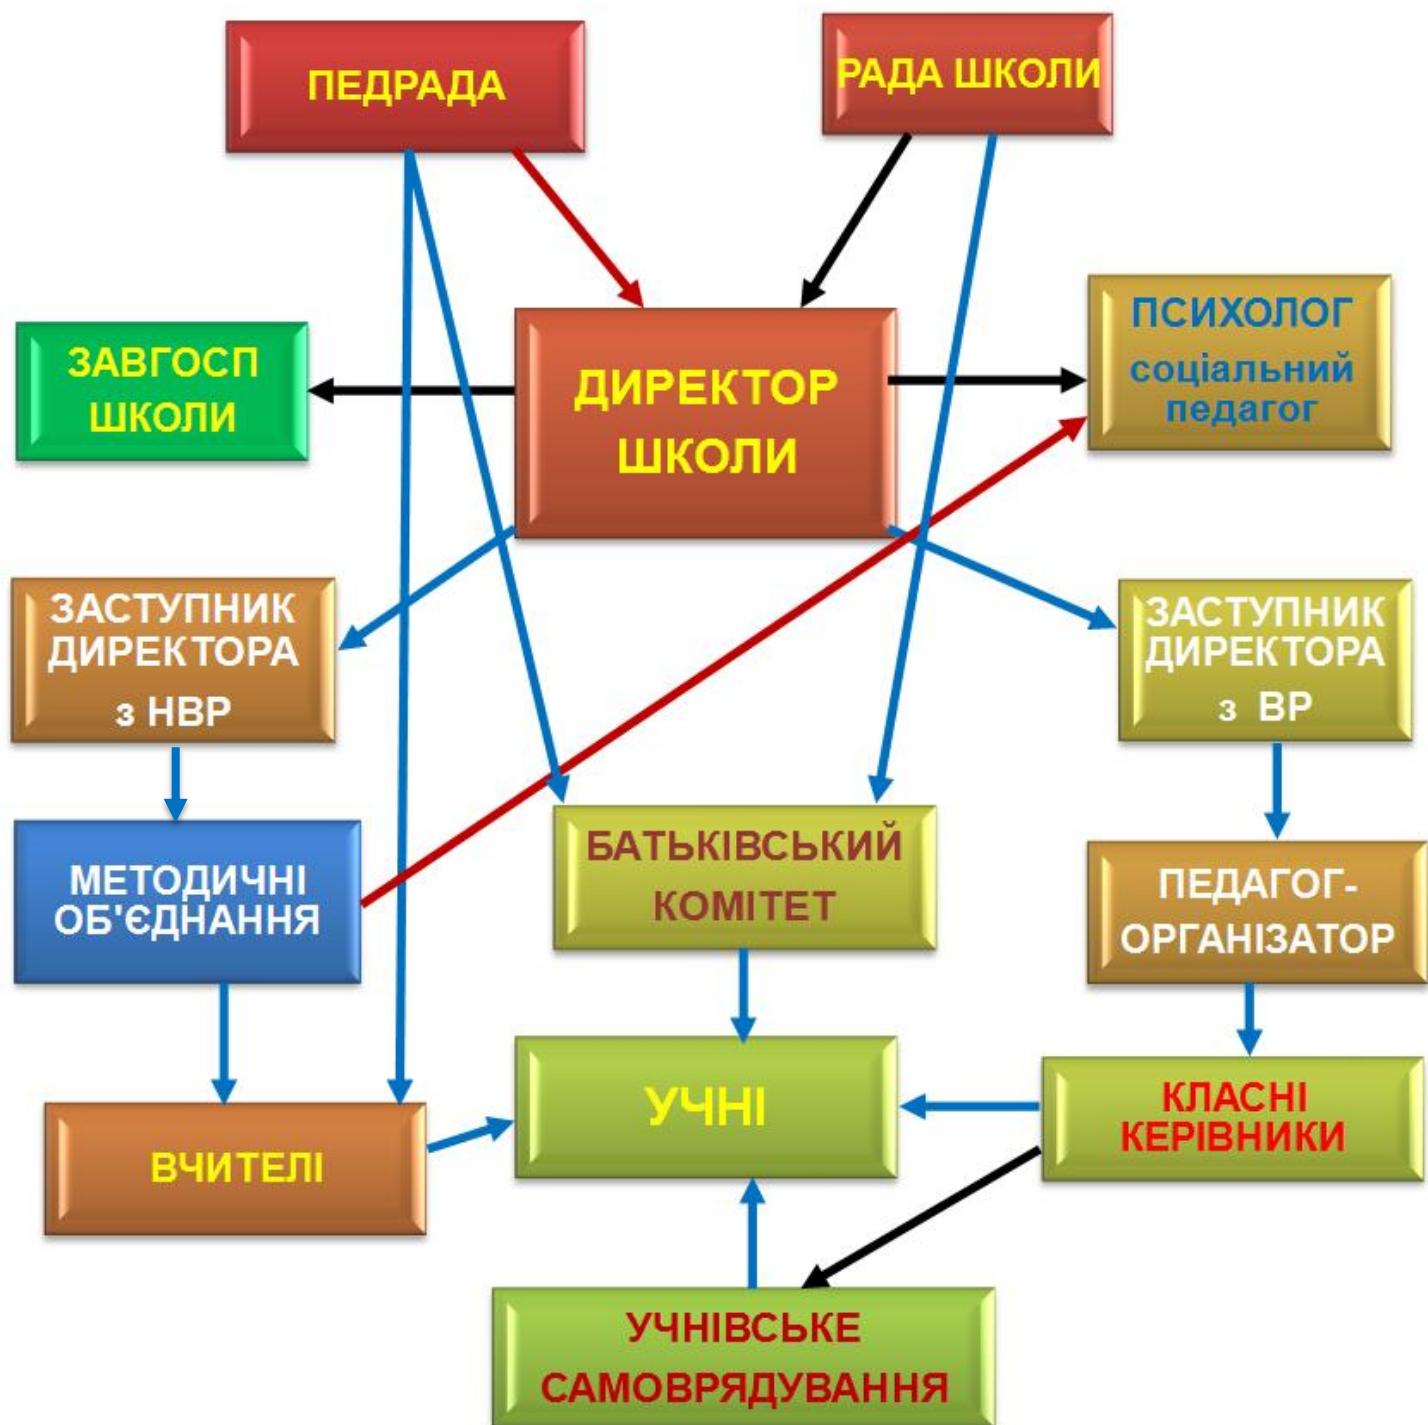 ПЕДРАДА
РАДА ШКОЛИ
ЗАВГОСП
ШКОЛИ
ДИРЕКТОР
ШКОЛИ
ПСИХОЛОГ
соціальний
педагог
ЗАСТУПНИК
ДИРЕКТОРА
з НВР
ЗАСТУПНИК
ДИРЕКТОРА
з ВР
МЕТОДИЧНІ
ОБ'ЄДНАННЯ
БАТЬКІВСЬКИЙ
КОМІТЕТ
ПЕДАГОГ-
ОРГАНІЗАТОР
ВЧИТЕЛІ
УЧНІ
КЛАСНІ
КЕРІВНИКИ
УЧНІВСЬКЕ
САМОВРЯДУВАННЯ